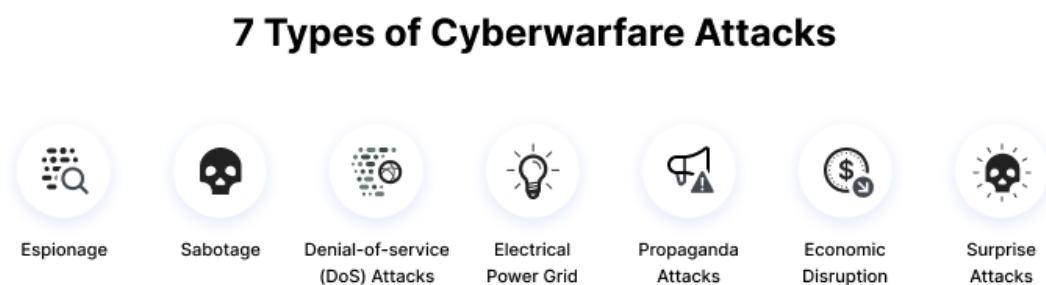 7 Types of Cyberwarfare Attacks
Espionage
Sabotage
Denial-of-service
(DoS) Attacks
Electrical
Power Grid
Propaganda
Attacks
Economic
Disruption
Surprise
Attacks